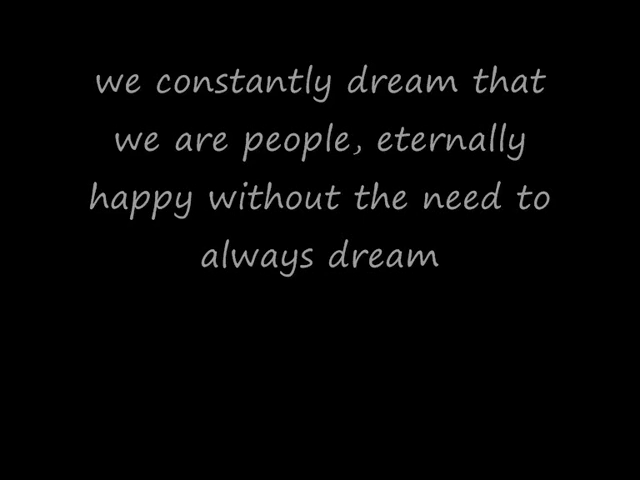 we constantly dream that
we are people, eternally
happy without the need to
always dream